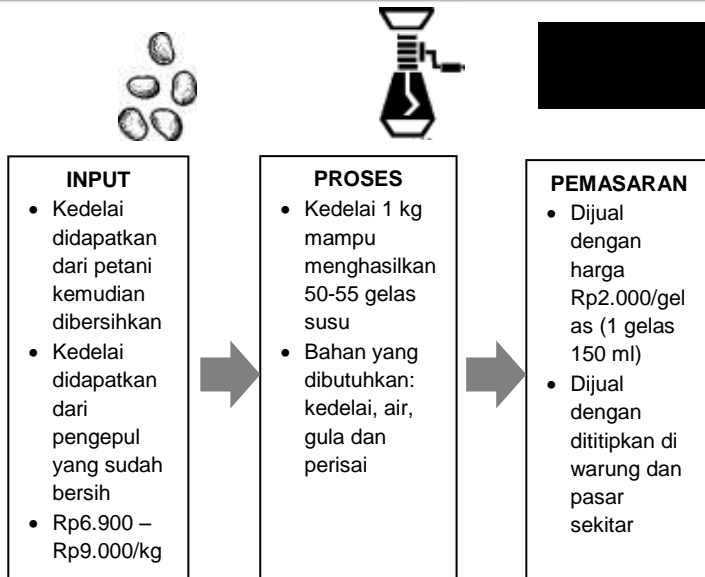 INPUT
• Kedelai
didapatkan
dari petani
kemudian
dibersihkan
• Kedelai
didapatkan
dari
pengepul
yang sudah
bersih
• Rp6.900 –
Rp9.000/kg
PROSES
• Kedelai 1 kg
mampu
menghasilkan
50-55 gelas
susu
• Bahan yang
dibutuhkan:
kedelai, air,
gula dan
perisai
PEMASARAN
• Dijual
dengan
harga
Rp2.000/gel
as (1 gelas
150 ml)
• Dijual
dengan
dititipkan di
warung dan
pasar
sekitar